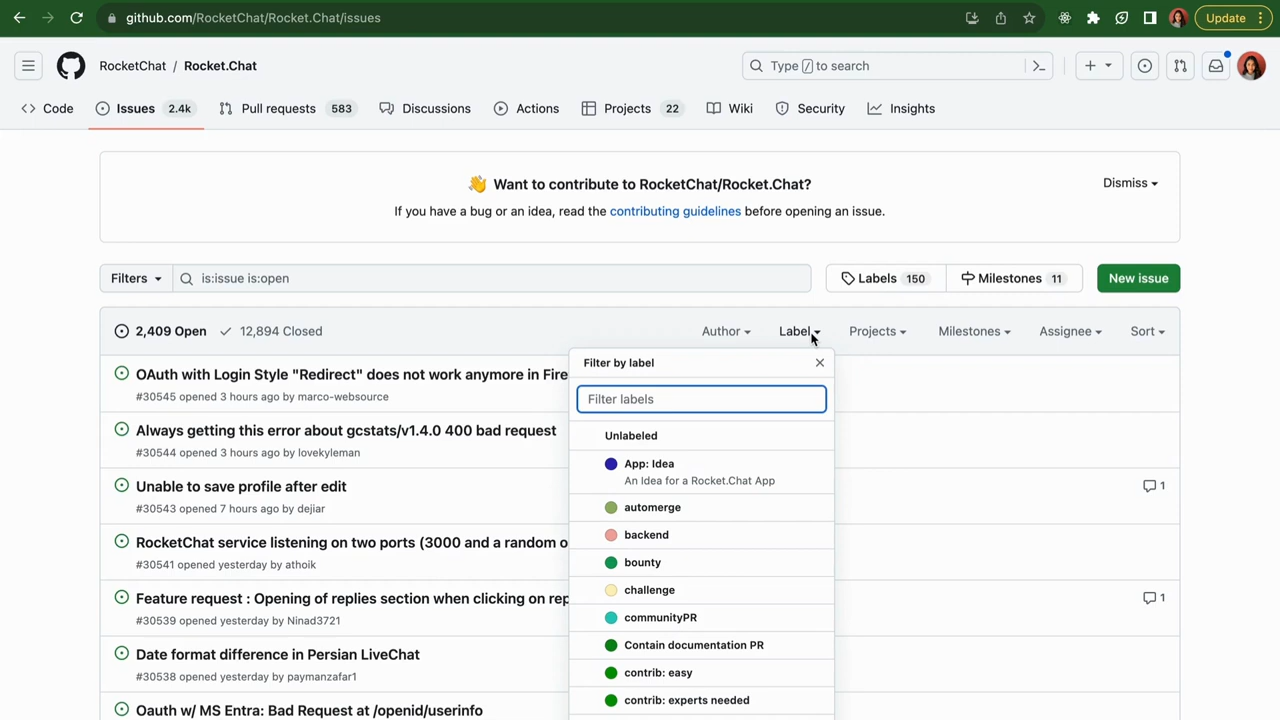 github.com/RocketChat/Rocket.Chat/issues
Update
RocketChat / Rocket.Chat
Type / to search
Code
Issues 2.4k
Pull requests 583
Discussions
Actions
Projects 22
Wiki
Security
Insights
👋 Want to contribute to RocketChat/Rocket.Chat?
Dismiss
If you have a bug or an idea, read the contributing guidelines before opening an issue.
Filters
is:issue is:open
Labels 150
Milestones 11
New issue
2,409 Open
12,894 Closed
Author
Label
Projects
Milestones
Assignee
Sort
Filter by label
Filter labels
Unlabeled
App: Idea
An Idea for a Rocket.Chat App
automerge
backend
bounty
challenge
communityPR
Contain documentation PR
contrib: easy
contrib: experts needed
OAuth with Login Style "Redirect" does not work anymore in Fire
#30545 opened 3 hours ago by marco-websource
Always getting this error about gcstats/v1.4.0 400 bad request
#30544 opened 3 hours ago by lovekyleman
Unable to save profile after edit
1
#30543 opened 7 hours ago by dejiar
RocketChat service listening on two ports (3000 and a random o
#30541 opened yesterday by athoik
Feature request : Opening of replies section when clicking on rep
1
#30539 opened yesterday by Ninad3721
Date format difference in Persian LiveChat
#30538 opened yesterday by paymanzafar1
Oauth w/ MS Entra: Bad Request at /openid/userinfo